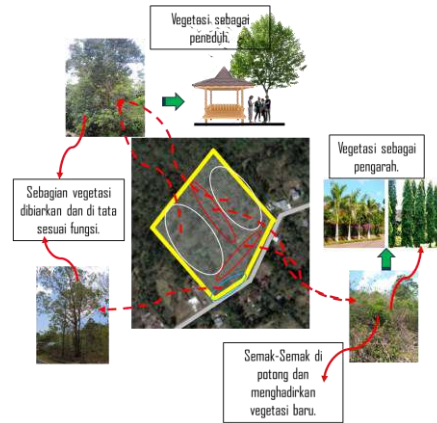 Vegetasi sebagai
peneduh.
Vegetasi sebagai
pengarah.
Sebagian vegetasi
dibiarkan dan di tata
sesuai fungsi.
Semak-Semak di
potong dan
menghadirkan
vegetasi baru.